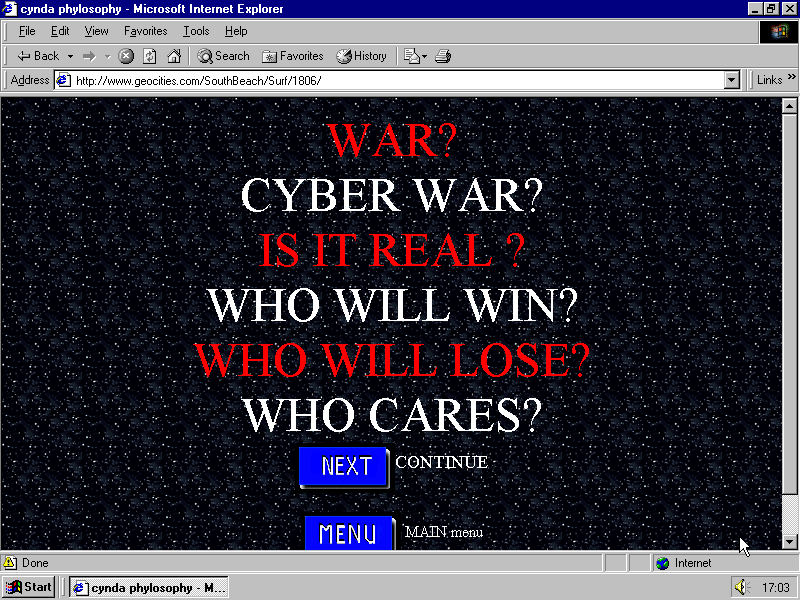 cynda phylosophy - Microsoft Internet Explorer
File Edit View Favorites Tools Help
Back Search Favorites History
Address http://www.geocities.com/SouthBeach/Surf/1806/ Links »
WAR?
CYBER WAR?
IS IT REAL ?
WHO WILL WIN?
WHO WILL LOSE?
WHO CARES?
NEXT CONTINUE
MENU MAIN menu
Done Internet
Start cynda phylosophy - M... 17:03